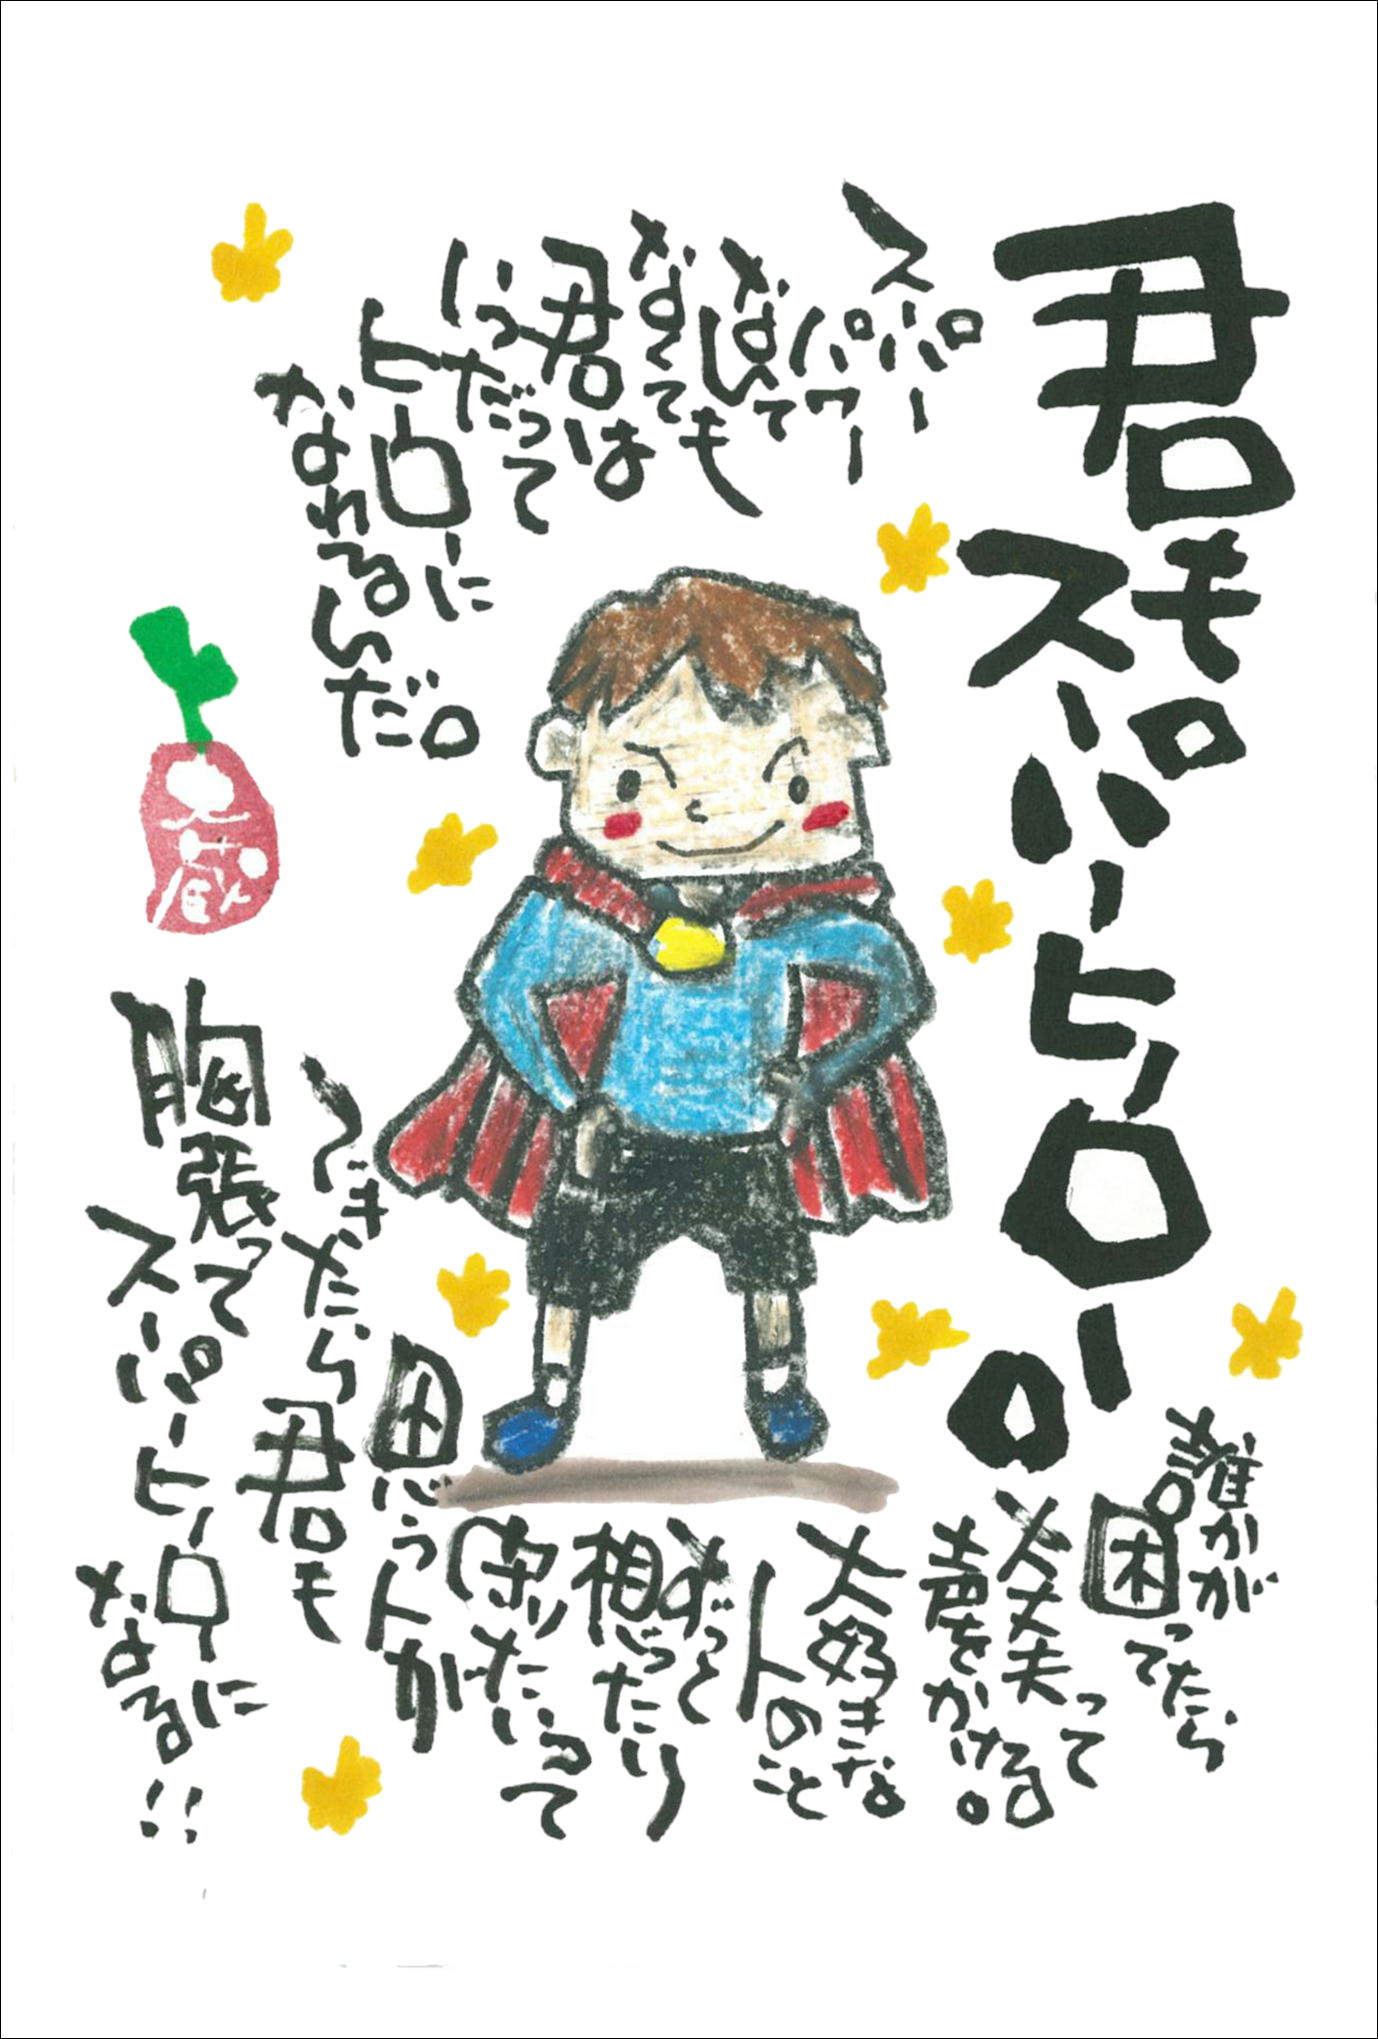 君もスーパーヒーロー。
スーパー
パワー
なんて
なくても
君は
いつだって
ヒーローに
なれるんだ。
誰かが
困ってたら
大丈夫って
声をかける。
大好きな
人のこと
ずっと
想ったり
守りたいって
思う人が
できたら
君も
胸張って
スーパーヒーローに
なる!!